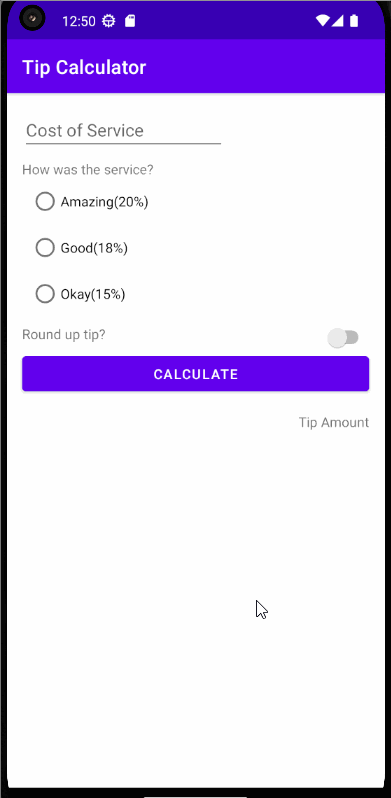 12:50
Tip Calculator
Cost of Service
How was the service?
Amazing(20%)
Good(18%)
Okay(15%)
Round up tip?
CALCULATE
Tip Amount